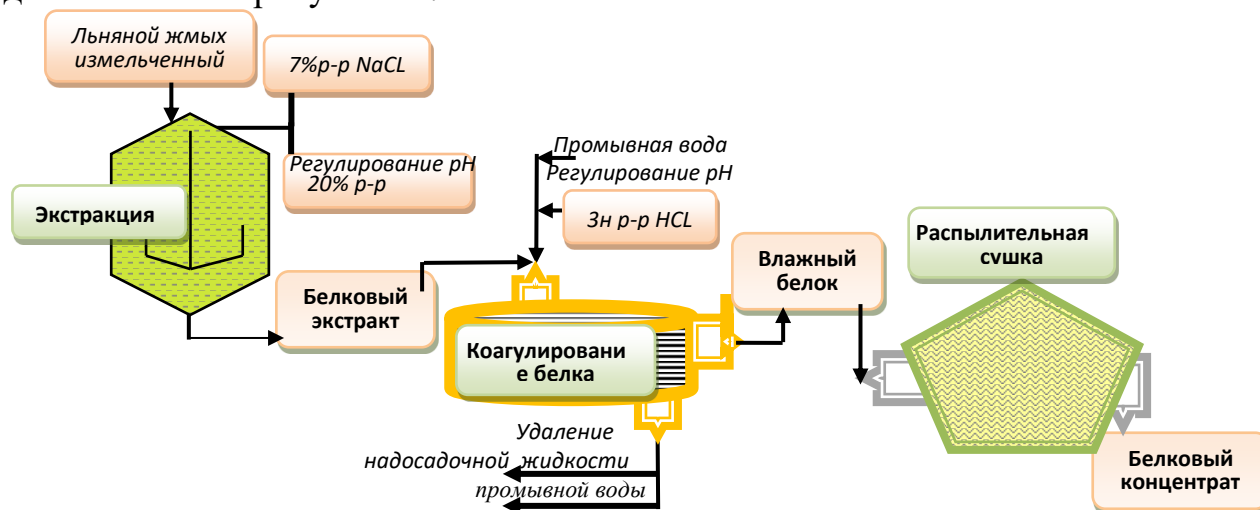 Льняной жмых
измельченный
7%р-р NaCL
Регулирование рН
20% р-р
Экстракция
Промывная вода
Регулирование рН
3н р-р HCL
Белковый
экстракт
Коагулировани
е белка
Влажный
белок
Распылительная
сушка
Удаление
надосадочной жидкости
промывной воды
Белковый
концентрат